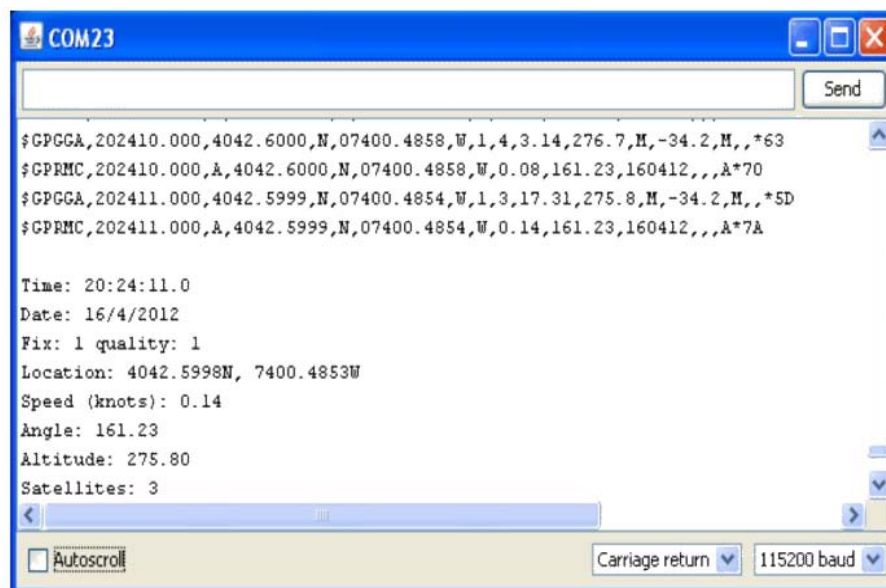 COM23
Send
$GPGGA,202410.000,4042.6000,N,07400.4858,W,1,4,3.14,276.7,M,-34.2,M,,*63
$GPRMC,202410.000,A,4042.6000,N,07400.4858,W,0.08,161.23,160412,,,A*70
$GPGGA,202411.000,4042.5999,N,07400.4854,W,1,3,17.31,275.8,M,-34.2,M,,*5D
$GPRMC,202411.000,A,4042.5999,N,07400.4854,W,0.14,161.23,160412,,,A*7A
Time: 20:24:11.0
Date: 16/4/2012
Fix: 1 quality: 1
Location: 4042.5998N, 7400.4853W
Speed (knots): 0.14
Angle: 161.23
Altitude: 275.80
Satellites: 3
Autoscroll Carriage return 115200 baud